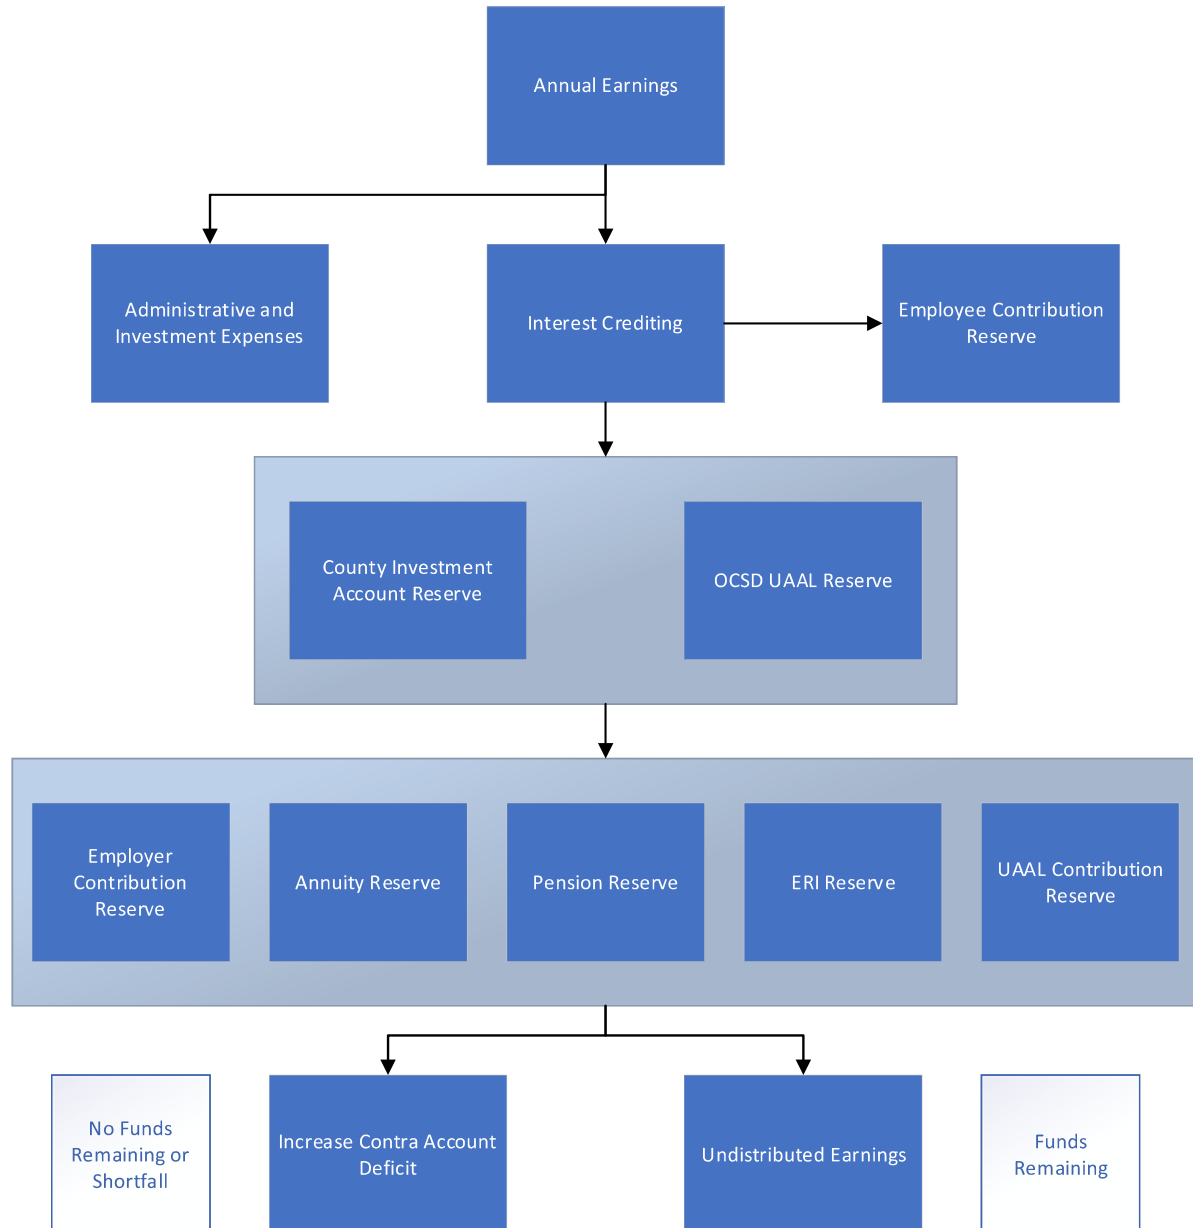 Annual Earnings
Administrative and
Investment Expenses
Interest Crediting
Employee Contribution
Reserve
County Investment
Account Reserve
OCSD UAAL Reserve
Employer
Contribution
Reserve
Annuity Reserve
Pension Reserve
ERI Reserve
UAAL Contribution
Reserve
No Funds
Remaining or
Shortfall
Increase Contra Account
Deficit
Undistributed Earnings
Funds
Remaining